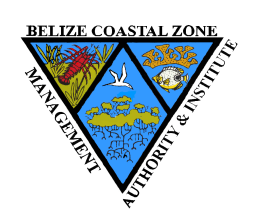 BELIZE COASTAL ZONE
MANAGEMENT
AUTHORITY & INSTITUTE